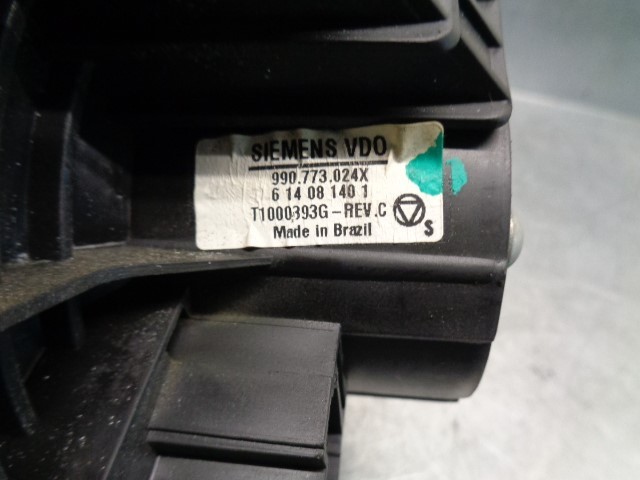 SIEMENS VDO
990.773.024X
6 14 08 140 1
T1000393G-REV.C
Made in Brazil
S